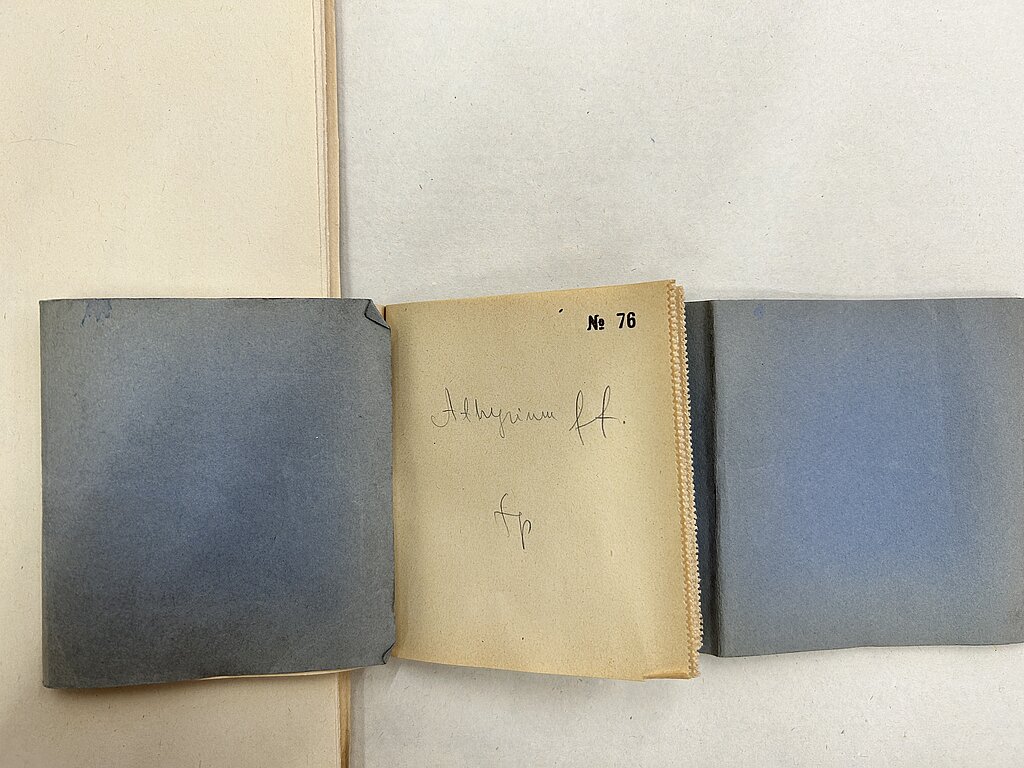 № 76
Athyrium f f.
fp